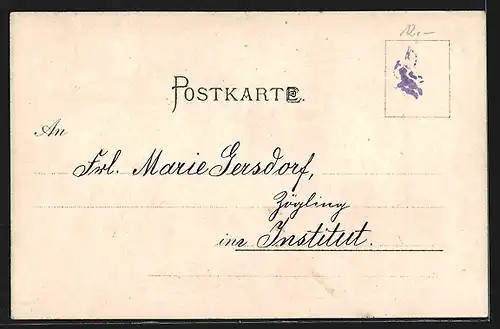 12.—
POSTKARTE.
An
Frl. Marie Gersdorf,
Zögling
im Institut.